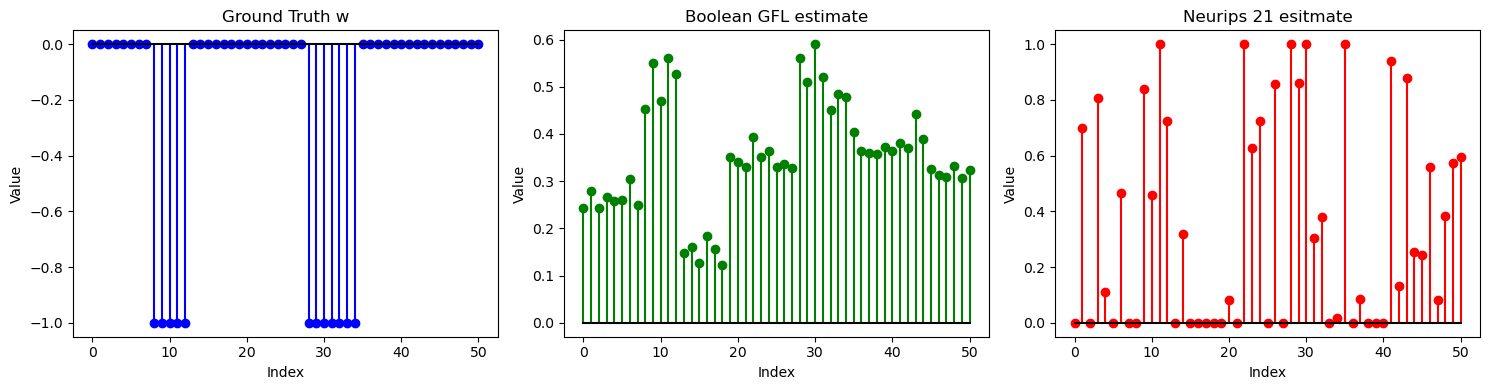 Ground Truth w
Value
0.0
−0.2
−0.4
−0.6
−0.8
−1.0
0 10 20 30 40 50
Index
Boolean GFL estimate
Value
0.6
0.5
0.4
0.3
0.2
0.1
0.0
0 10 20 30 40 50
Index
Neurips 21 esitmate
Value
1.0
0.8
0.6
0.4
0.2
0.0
0 10 20 30 40 50
Index